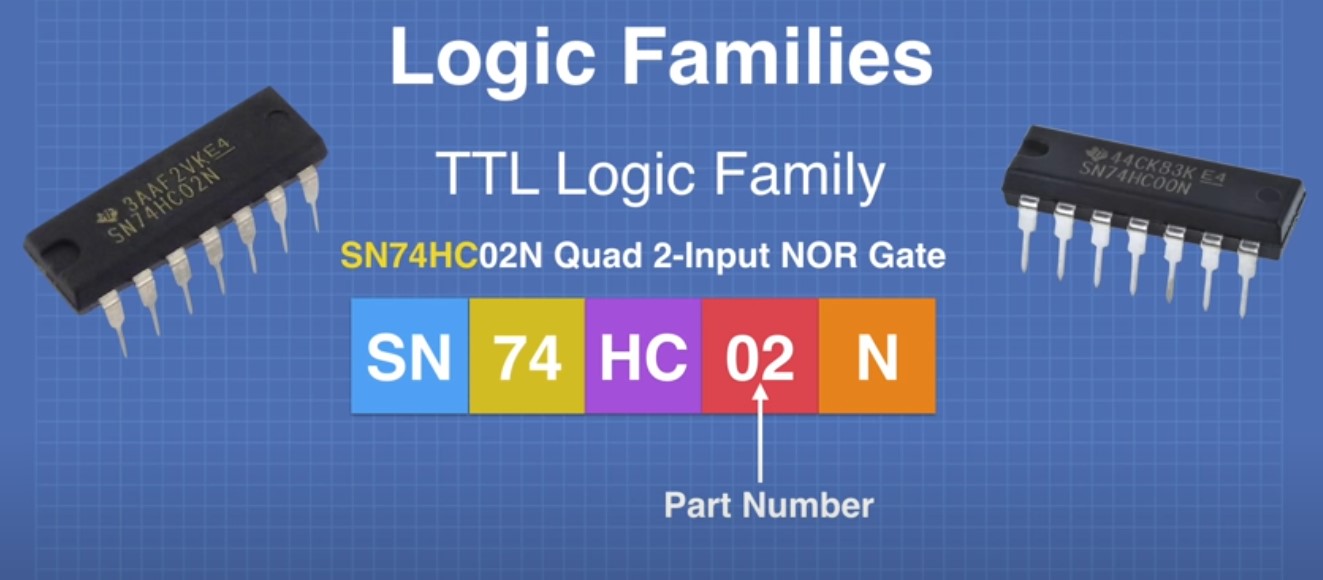 Logic Families
TTL Logic Family
3AAF2VKE4
SN74HC02N
44CK83K E4
SN74HC00N
SN74HC02N Quad 2-Input NOR Gate
SN 74 HC 02 N
Part Number